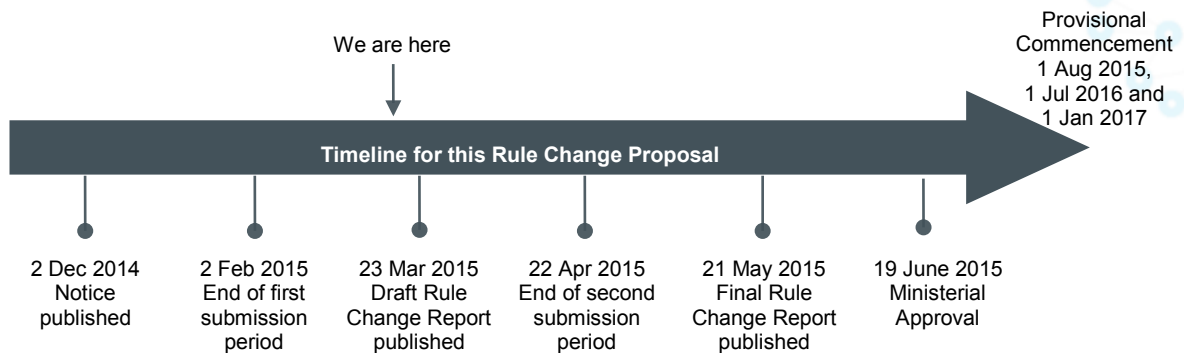 We are here
Provisional
Commencement
1 Aug 2015,
1 Jul 2016 and
1 Jan 2017
Timeline for this Rule Change Proposal
2 Dec 2014
Notice
published
2 Feb 2015
End of first
submission
period
23 Mar 2015
Draft Rule
Change Report
published
22 Apr 2015
End of second
submission
period
21 May 2015
Final Rule
Change Report
published
19 June 2015
Ministerial
Approval